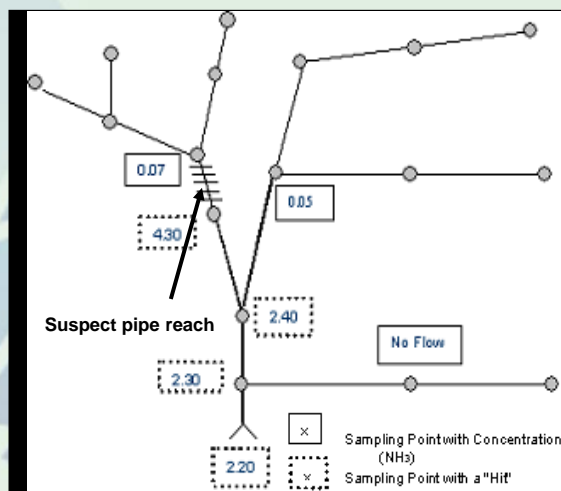 0.07
0.05
4.30
Suspect pipe reach
2.40
No Flow
2.30
x
Sampling Point with Concentration
(NH3)
2.20
x
Sampling Point with a "Hit"